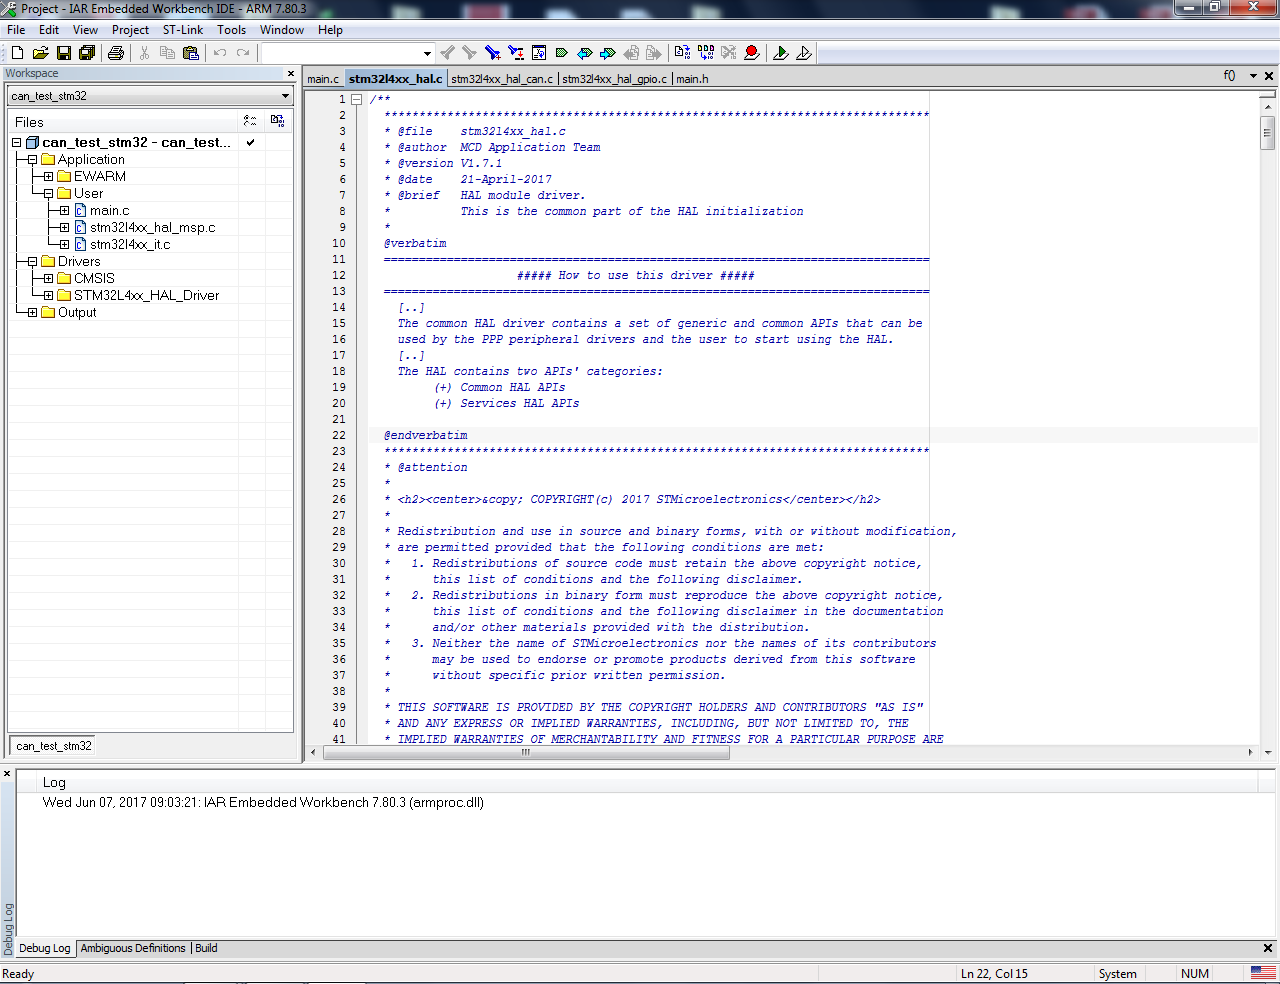 Project - IAR Embedded Workbench IDE - ARM 7.80.3
File Edit View Project ST-Link Tools Window Help
Workspace
can_test_stm32
Files
can_test_stm32 - can_test...
Application
EWARM
User
main.c
stm32l4xx_hal_msp.c
stm32l4xx_it.c
Drivers
CMSIS
STM32L4xx_HAL_Driver
Output
can_test_stm32
main.c stm32l4xx_hal.c stm32l4xx_hal_can.c stm32l4xx_hal_gpio.c main.h f()
1 /**
2 ******************************************************************************
3 * @file    stm32l4xx_hal.c
4 * @author  MCD Application Team
5 * @version V1.7.1
6 * @date    21-April-2017
7 * @brief   HAL module driver.
8 *          This is the common part of the HAL initialization
9 *
10 @verbatim
11 ==============================================================================
12 ##### How to use this driver #####
13 ==============================================================================
14 [..]
15 The common HAL driver contains a set of generic and common APIs that can be
16 used by the PPP peripheral drivers and the user to start using the HAL.
17 [..]
18 The HAL contains two APIs' categories:
19 (+) Common HAL APIs
20 (+) Services HAL APIs
21
22 @endverbatim
23 ******************************************************************************
24 * @attention
25 *
26 * <h2><center>&copy; COPYRIGHT(c) 2017 STMicroelectronics</center></h2>
27 *
28 * Redistribution and use in source and binary forms, with or without modification,
29 * are permitted provided that the following conditions are met:
30 *   1. Redistributions of source code must retain the above copyright notice,
31 *      this list of conditions and the following disclaimer.
32 *   2. Redistributions in binary form must reproduce the above copyright notice,
33 *      this list of conditions and the following disclaimer in the documentation
34 *      and/or other materials provided with the distribution.
35 *   3. Neither the name of STMicroelectronics nor the names of its contributors
36 *      may be used to endorse or promote products derived from this software
37 *      without specific prior written permission.
38 *
39 * THIS SOFTWARE IS PROVIDED BY THE COPYRIGHT HOLDERS AND CONTRIBUTORS "AS IS"
40 * AND ANY EXPRESS OR IMPLIED WARRANTIES, INCLUDING, BUT NOT LIMITED TO, THE
41 * IMPLIED WARRANTIES OF MERCHANTABILITY AND FITNESS FOR A PARTICULAR PURPOSE ARE
Log
Wed Jun 07, 2017 09:03:21: IAR Embedded Workbench 7.80.3 (armproc.dll)
Debug Log
Debug Log Ambiguous Definitions Build
Ready Ln 22, Col 15 System NUM